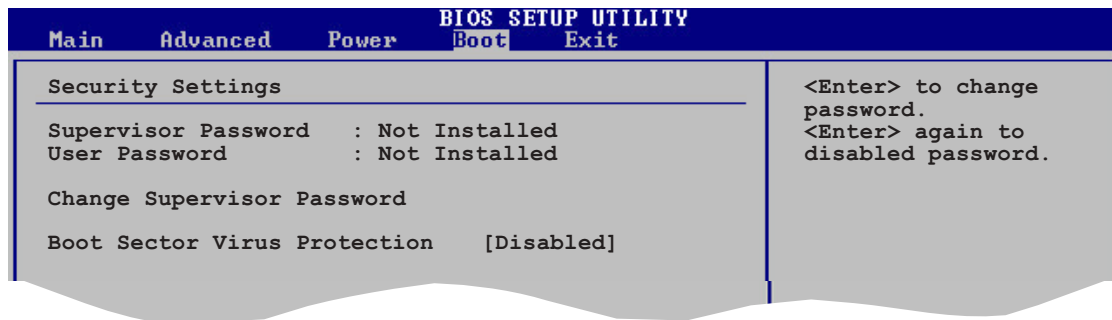 BIOS SETUP UTILITY
Main Advanced Power Boot Exit
Security Settings
Supervisor Password : Not Installed
User Password : Not Installed
Change Supervisor Password
Boot Sector Virus Protection [Disabled]
<Enter> to change
password.
<Enter> again to
disabled password.